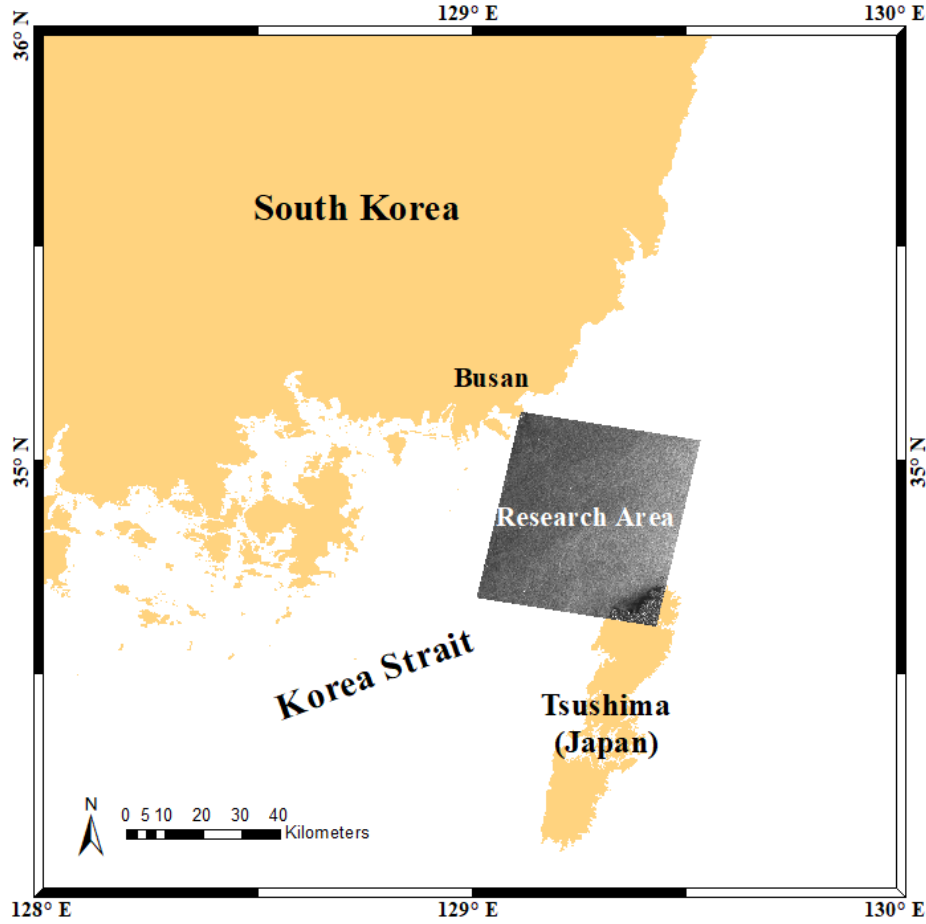 129° E
130° E
36° N
South Korea
Busan
35° N
35° N
Research Area
Korea Strait
Tsushima
(Japan)
N
0 5 10 20 30 40
Kilometers
128° E
129° E
130° E